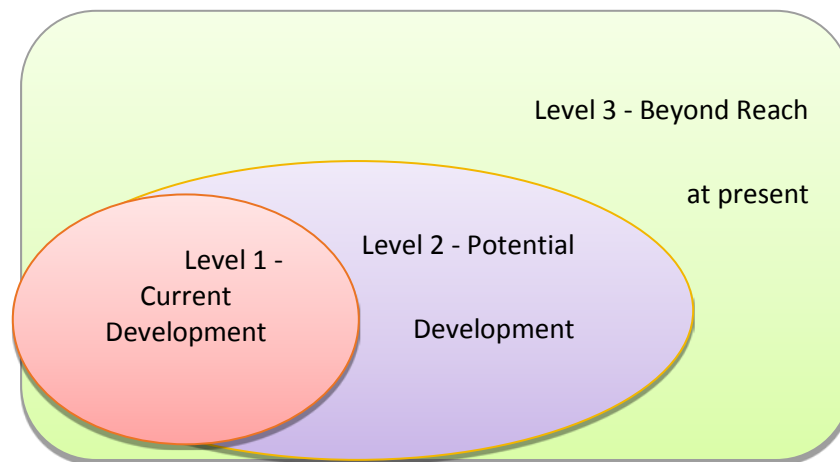 Level 3 - Beyond Reach
at present
Level 2 - Potential
Development
Level 1 -
Current
Development